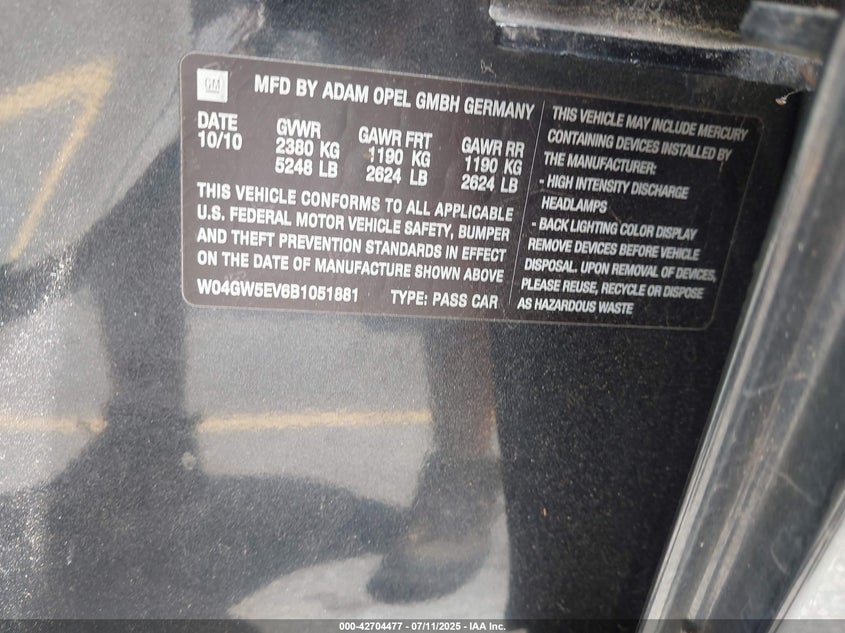 GM
MFD BY ADAM OPEL GMBH GERMANY
DATE GVWR GAWR FRT GAWR RR
10/10 2380 KG 1190 KG 1190 KG
5248 LB 2624 LB 2624 LB
THIS VEHICLE CONFORMS TO ALL APPLICABLE
U.S. FEDERAL MOTOR VEHICLE SAFETY, BUMPER
AND THEFT PREVENTION STANDARDS IN EFFECT
ON THE DATE OF MANUFACTURE SHOWN ABOVE
W04GW5EV6B1051881 TYPE: PASS CAR
THIS VEHICLE MAY INCLUDE MERCURY
CONTAINING DEVICES INSTALLED BY
THE MANUFACTURER:
- HIGH INTENSITY DISCHARGE
HEADLAMPS
- BACK LIGHTING COLOR DISPLAY
REMOVE DEVICES BEFORE VEHICLE
DISPOSAL. UPON REMOVAL OF DEVICES,
PLEASE REUSE, RECYCLE OR DISPOSE
AS HAZARDOUS WASTE
000-42704477 - 07/11/2025 - IAA Inc.